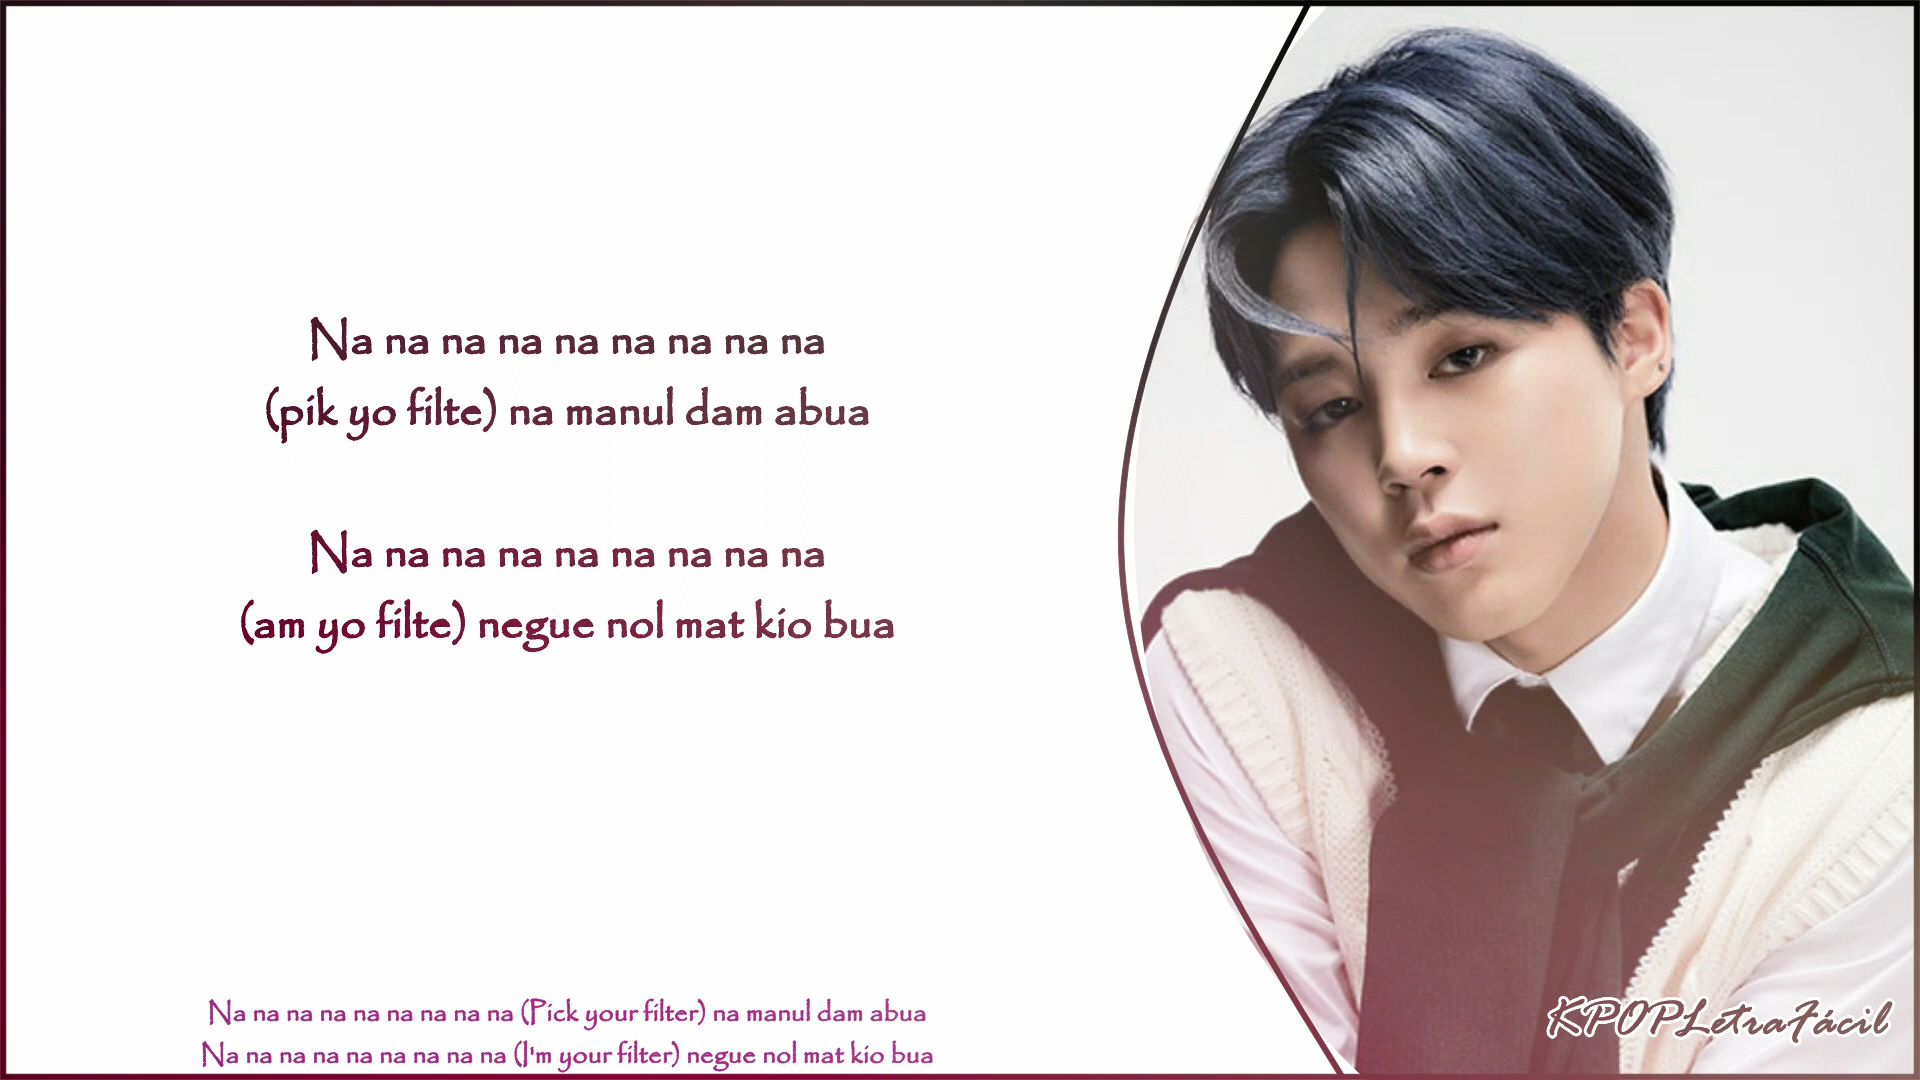 Na na na na na na na na na
(pik yo filte) na manul dam abua
Na na na na na na na na na
(am yo filte) negue nol mat kio bua
Na na na na na na na na na (Pick your filter) na manul dam abua
Na na na na na na na na na (I'm your filter) negue nol mat kio bua
KPOPLetraFácil